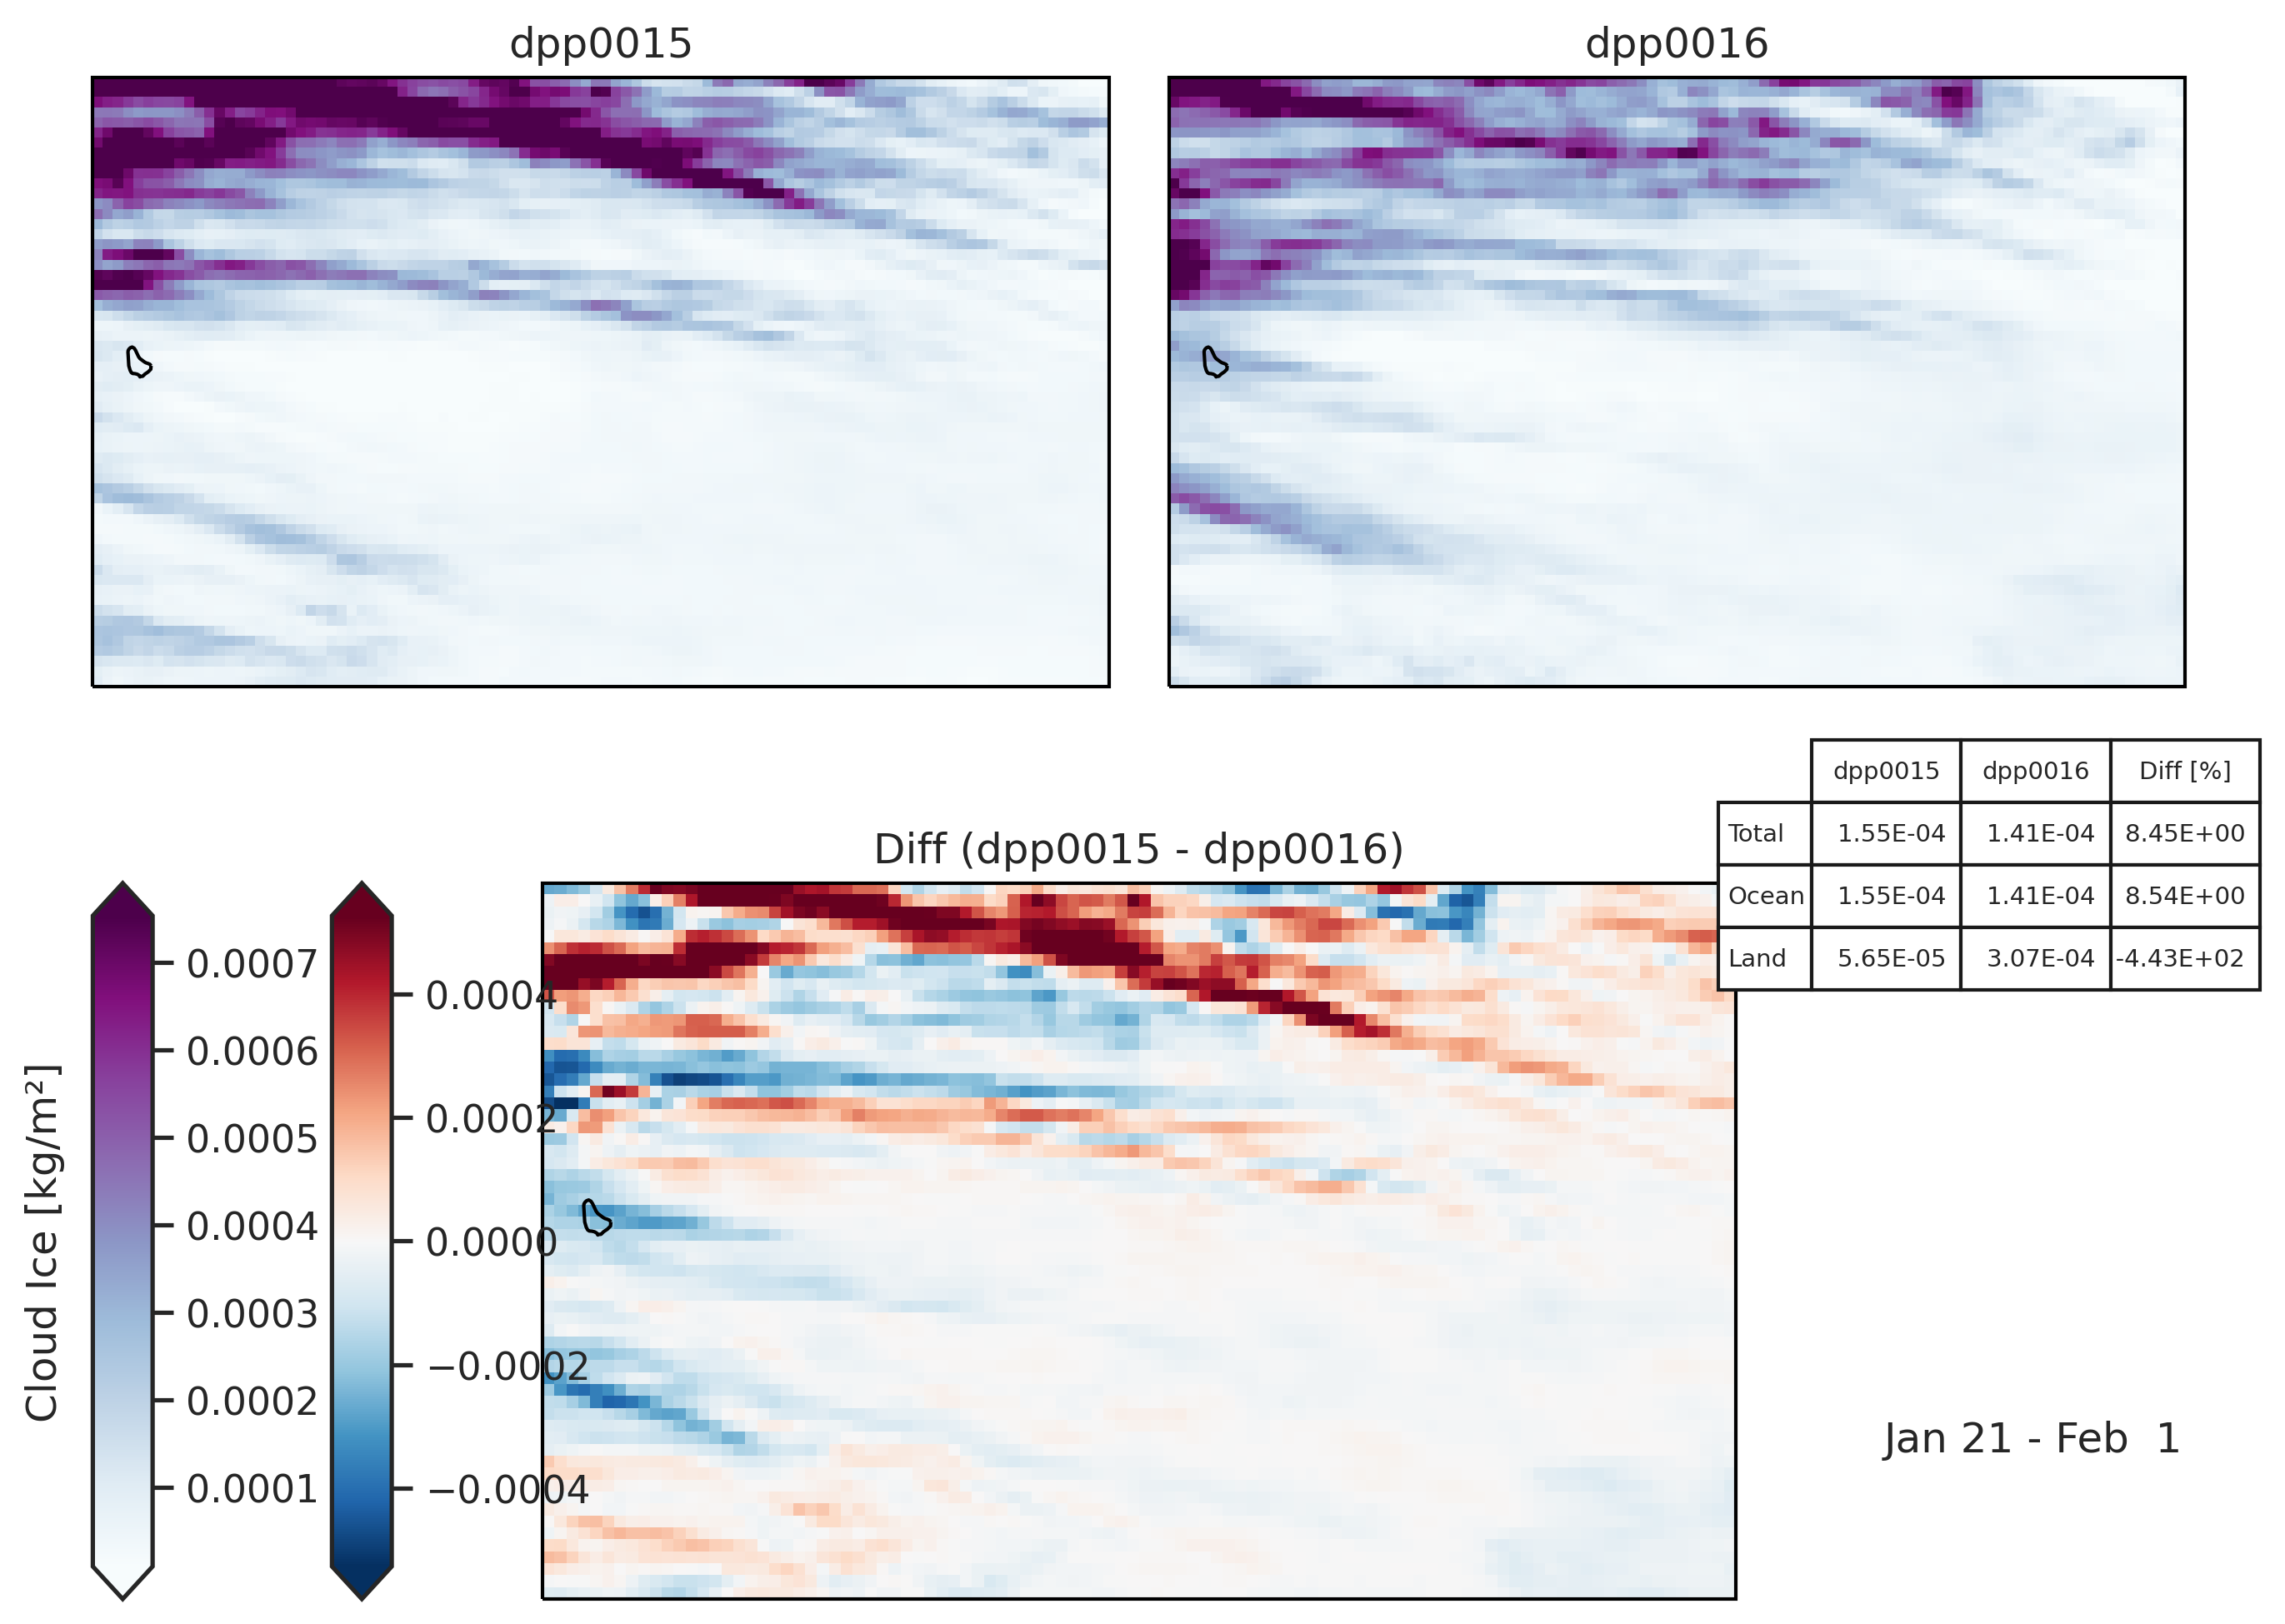 dpp0015
dpp0016
dpp0015 dpp0016 Diff [%]
Total 1.55E-04 1.41E-04 8.45E+00
Ocean 1.55E-04 1.41E-04 8.54E+00
Land 5.65E-05 3.07E-04 -4.43E+02
Diff (dpp0015 - dpp0016)
Cloud Ice [kg/m²]
0.0007
0.0006
0.0005
0.0004
0.0003
0.0002
0.0001
0.0004
0.0002
0.0000
−0.0002
−0.0004
Jan 21 - Feb  1